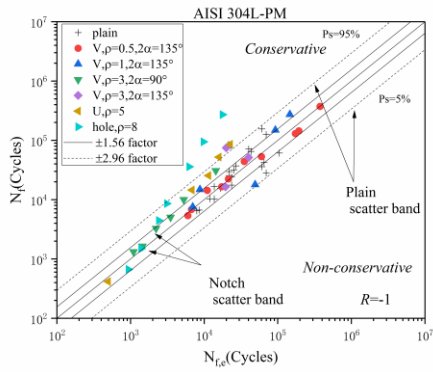 AISI 304L-PM
10^7
10^6
10^5
10^4
10^3
10^2
N_f(Cycles)
plain
V,ρ=0.5,2α=135°
V,ρ=1,2α=135°
V,ρ=3,2α=90°
V,ρ=3,2α=135°
U,ρ=5
hole,ρ=8
±1.56 factor
±2.96 factor
Conservative
Ps=95%
Ps=5%
Plain
scatter band
Notch
scatter band
Non-conservative
R=-1
10^2 10^3 10^4 10^5 10^6 10^7
N_f,e(Cycles)